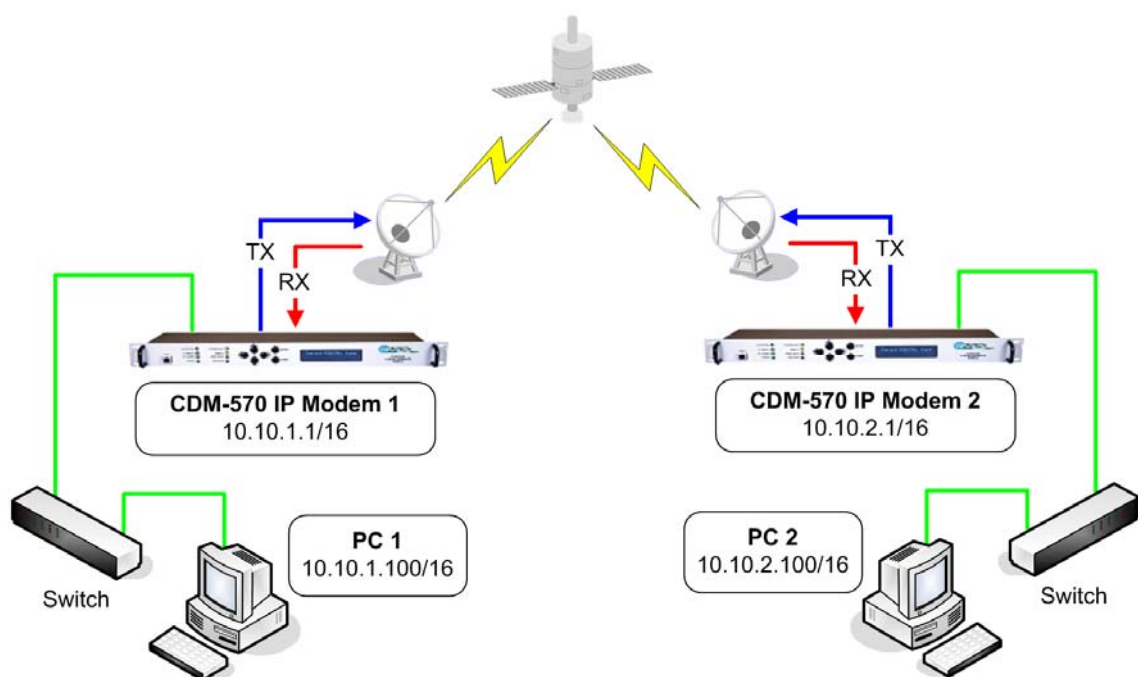 TX
RX
TX
RX
CDM-570 IP Modem 1
10.10.1.1/16
CDM-570 IP Modem 2
10.10.2.1/16
PC 1
10.10.1.100/16
PC 2
10.10.2.100/16
Switch
Switch